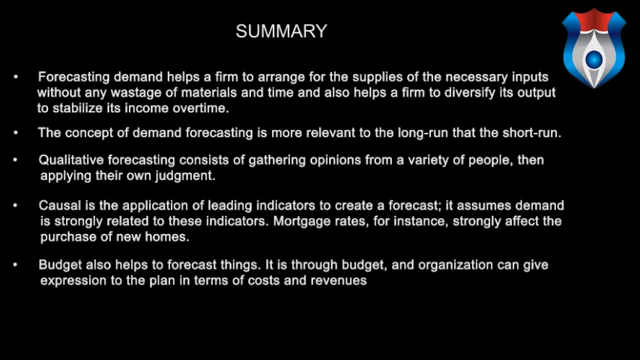 SUMMARY
• Forecasting demand helps a firm to arrange for the supplies of the necessary inputs
without any wastage of materials and time and also helps a firm to diversify its output
to stabilize its income overtime.
• The concept of demand forecasting is more relevant to the long-run that the short-run.
• Qualitative forecasting consists of gathering opinions from a variety of people, then
applying their own judgment.
• Causal is the application of leading indicators to create a forecast; it assumes demand
is strongly related to these indicators. Mortgage rates, for instance, strongly affect the
purchase of new homes.
• Budget also helps to forecast things. It is through budget, and organization can give
expression to the plan in terms of costs and revenues